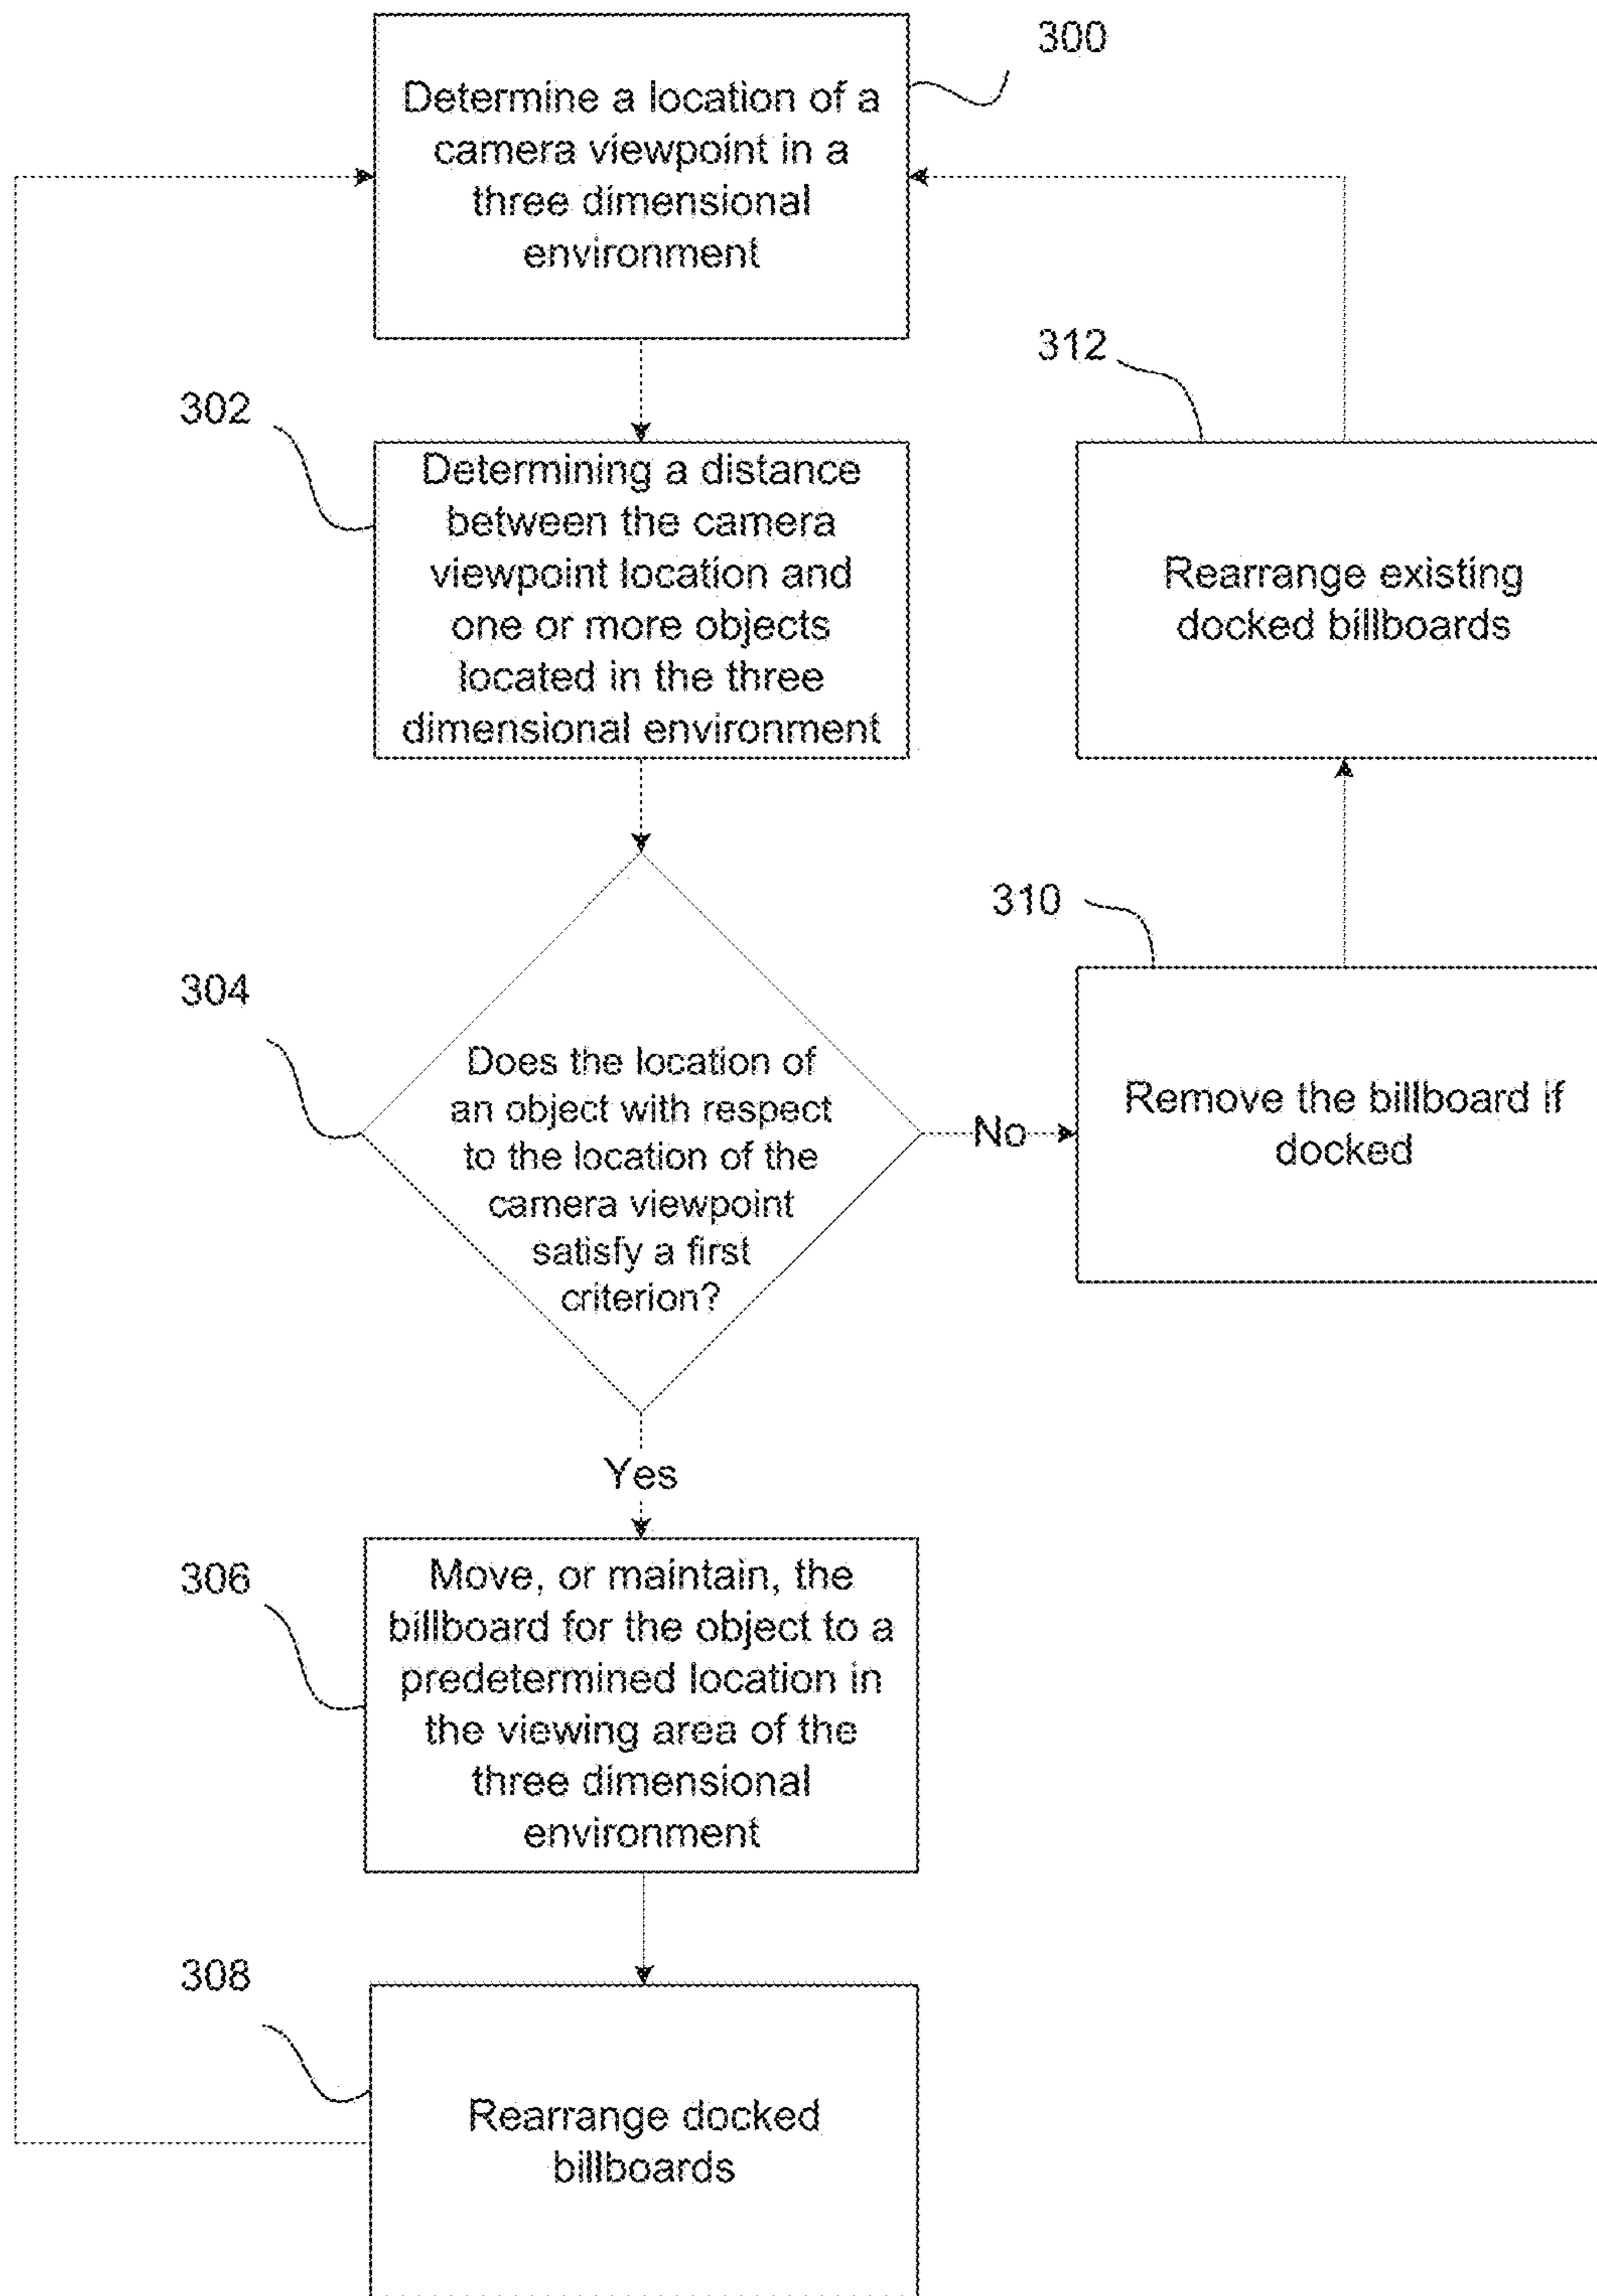 300
Determine a location of a
camera viewpoint in a
three dimensional
environment
302
Determining a distance
between the camera
viewpoint location and
one or more objects
located in the three
dimensional environment
312
Rearrange existing
docked billboards
304
Does the location of
an object with respect
to the location of the
camera viewpoint
satisfy a first
criterion?
No
310
Remove the billboard if
docked
Yes
306
Move, or maintain, the
billboard for the object to a
predetermined location in
the viewing area of the
three dimensional
environment
308
Rearrange docked
billboards